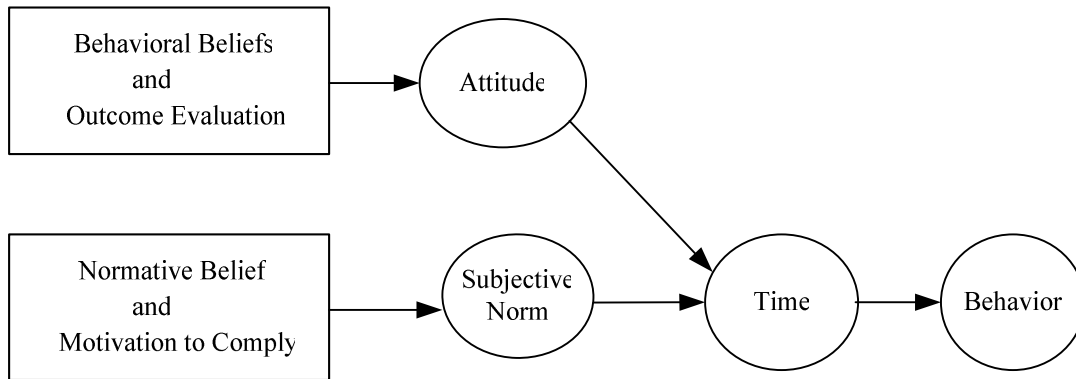 Behavioral Beliefs
and
Outcome Evaluation
Attitude
Normative Belief
and
Motivation to Comply
Subjective
Norm
Time
Behavior